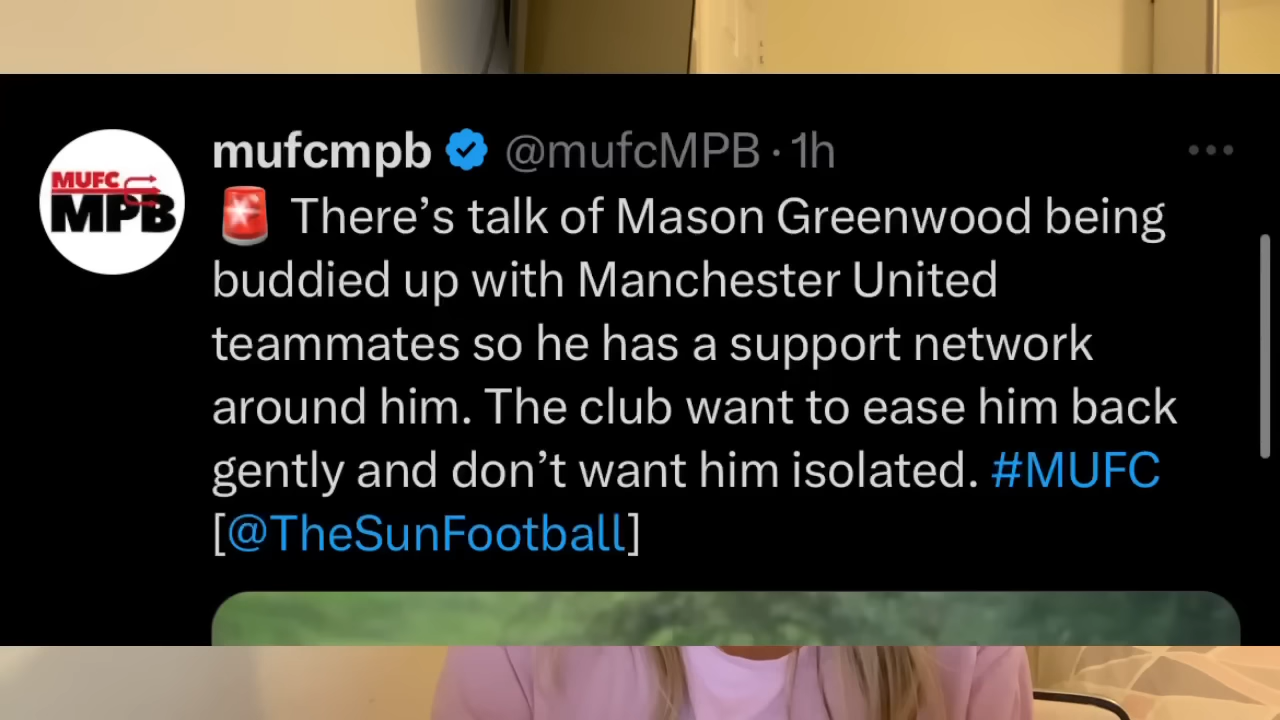 MUFC
MPB
mufcmpb @mufcMPB · 1h
🚨 There’s talk of Mason Greenwood being
buddied up with Manchester United
teammates so he has a support network
around him. The club want to ease him back
gently and don’t want him isolated. #MUFC
[@TheSunFootball]